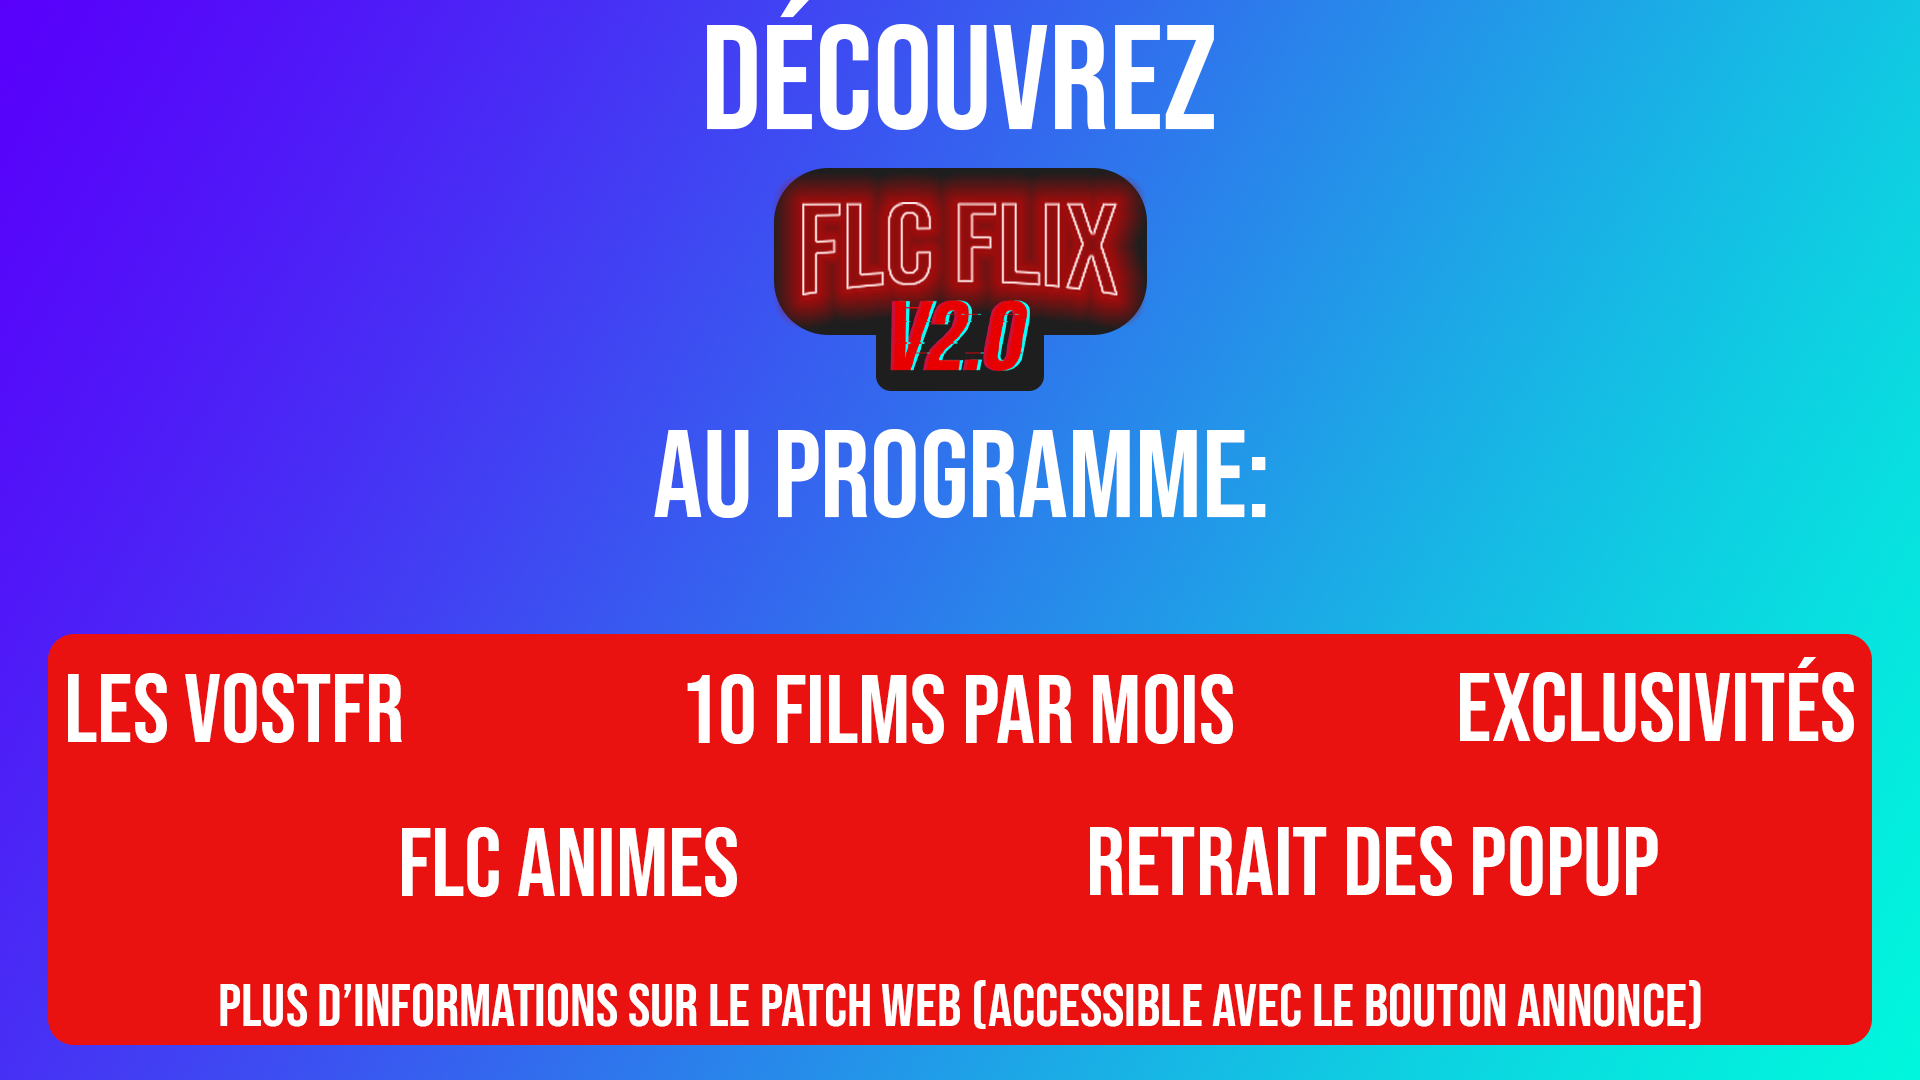 DÉCOUVREZ
FLC FLIX
V2.0
AU PROGRAMME:
LES VOSTFR
10 FILMS PAR MOIS
EXCLUSIVITÉS
FLC ANIMES
RETRAIT DES POPUP
PLUS D’INFORMATIONS SUR LE PATCH WEB (ACCESSIBLE AVEC LE BOUTON ANNONCE)